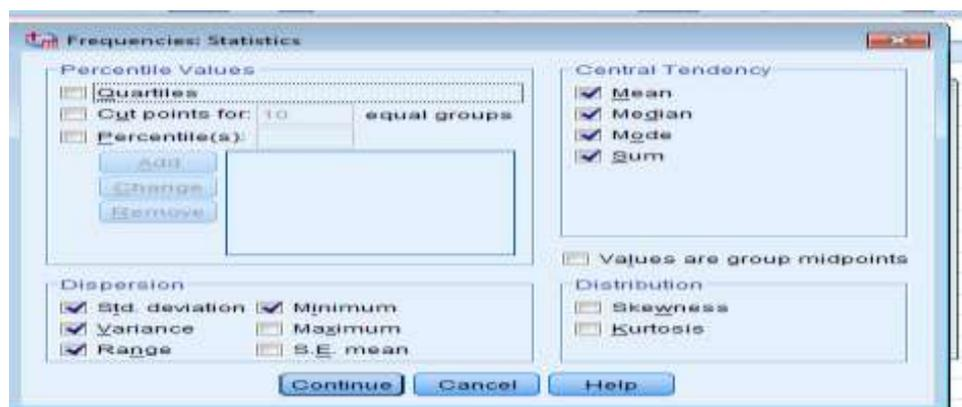 Frequencies: Statistics
Percentile Values
Quartiles
Cut points for: 10 equal groups
Percentile(s):
Add
Change
Remove
Central Tendency
Mean
Median
Mode
Sum
Values are group midpoints
Dispersion
Std. deviation Minimum
Variance Maximum
Range S.E. mean
Distribution
Skewness
Kurtosis
Continue Cancel Help